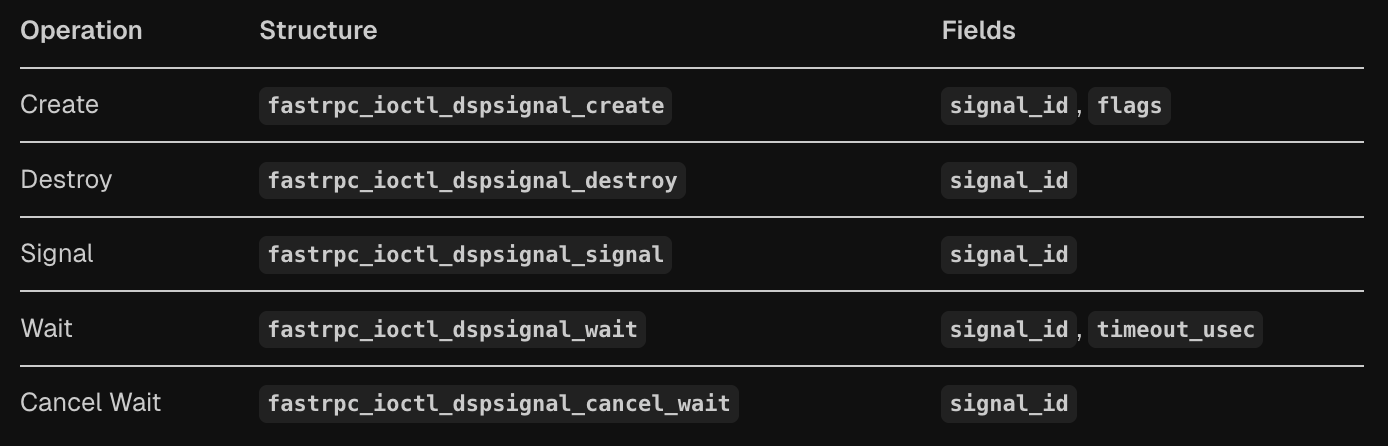 Operation Structure Fields
Create fastrpc_ioctl_dspsignal_create signal_id, flags
Destroy fastrpc_ioctl_dspsignal_destroy signal_id
Signal fastrpc_ioctl_dspsignal_signal signal_id
Wait fastrpc_ioctl_dspsignal_wait signal_id, timeout_usec
Cancel Wait fastrpc_ioctl_dspsignal_cancel_wait signal_id